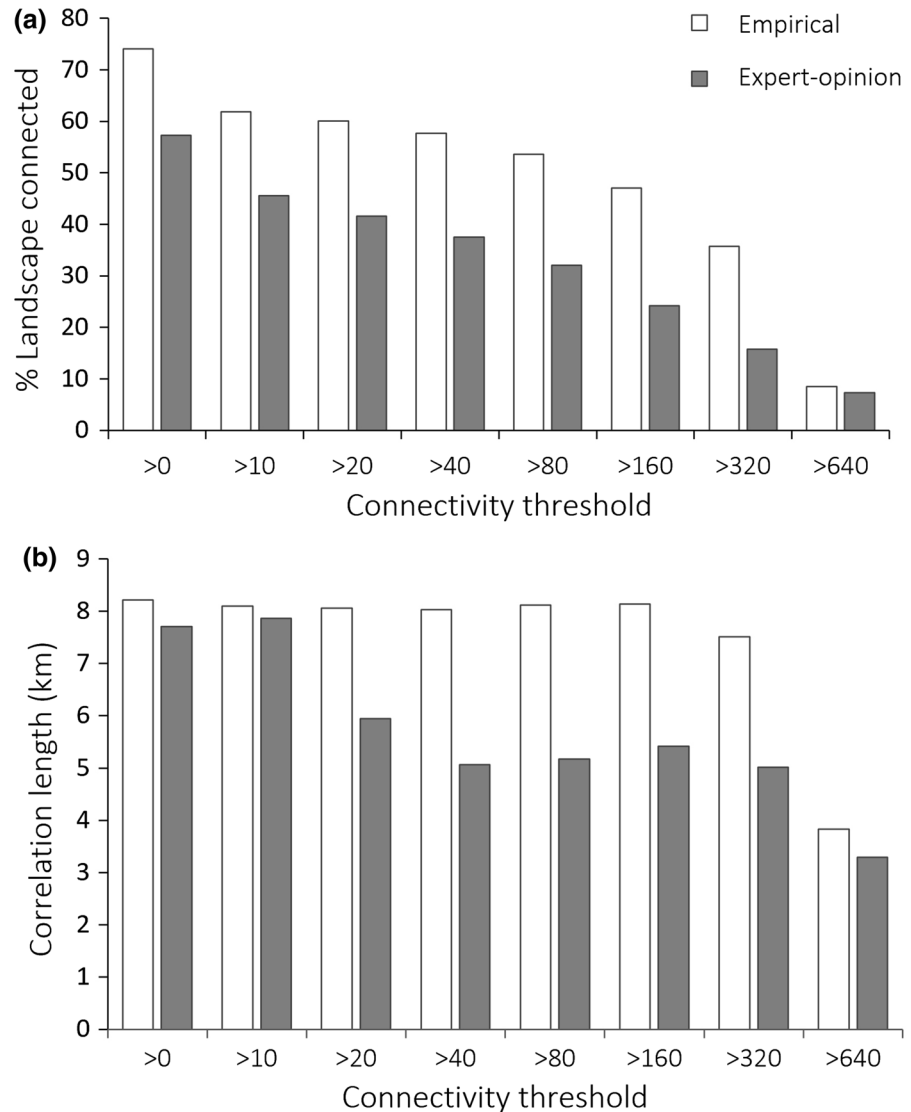 (a)
Empirical
Expert-opinion
% Landscape connected
80
70
60
50
40
30
20
10
0
>0 >10 >20 >40 >80 >160 >320 >640
Connectivity threshold
(b)
Correlation length (km)
9
8
7
6
5
4
3
2
1
0
>0 >10 >20 >40 >80 >160 >320 >640
Connectivity threshold